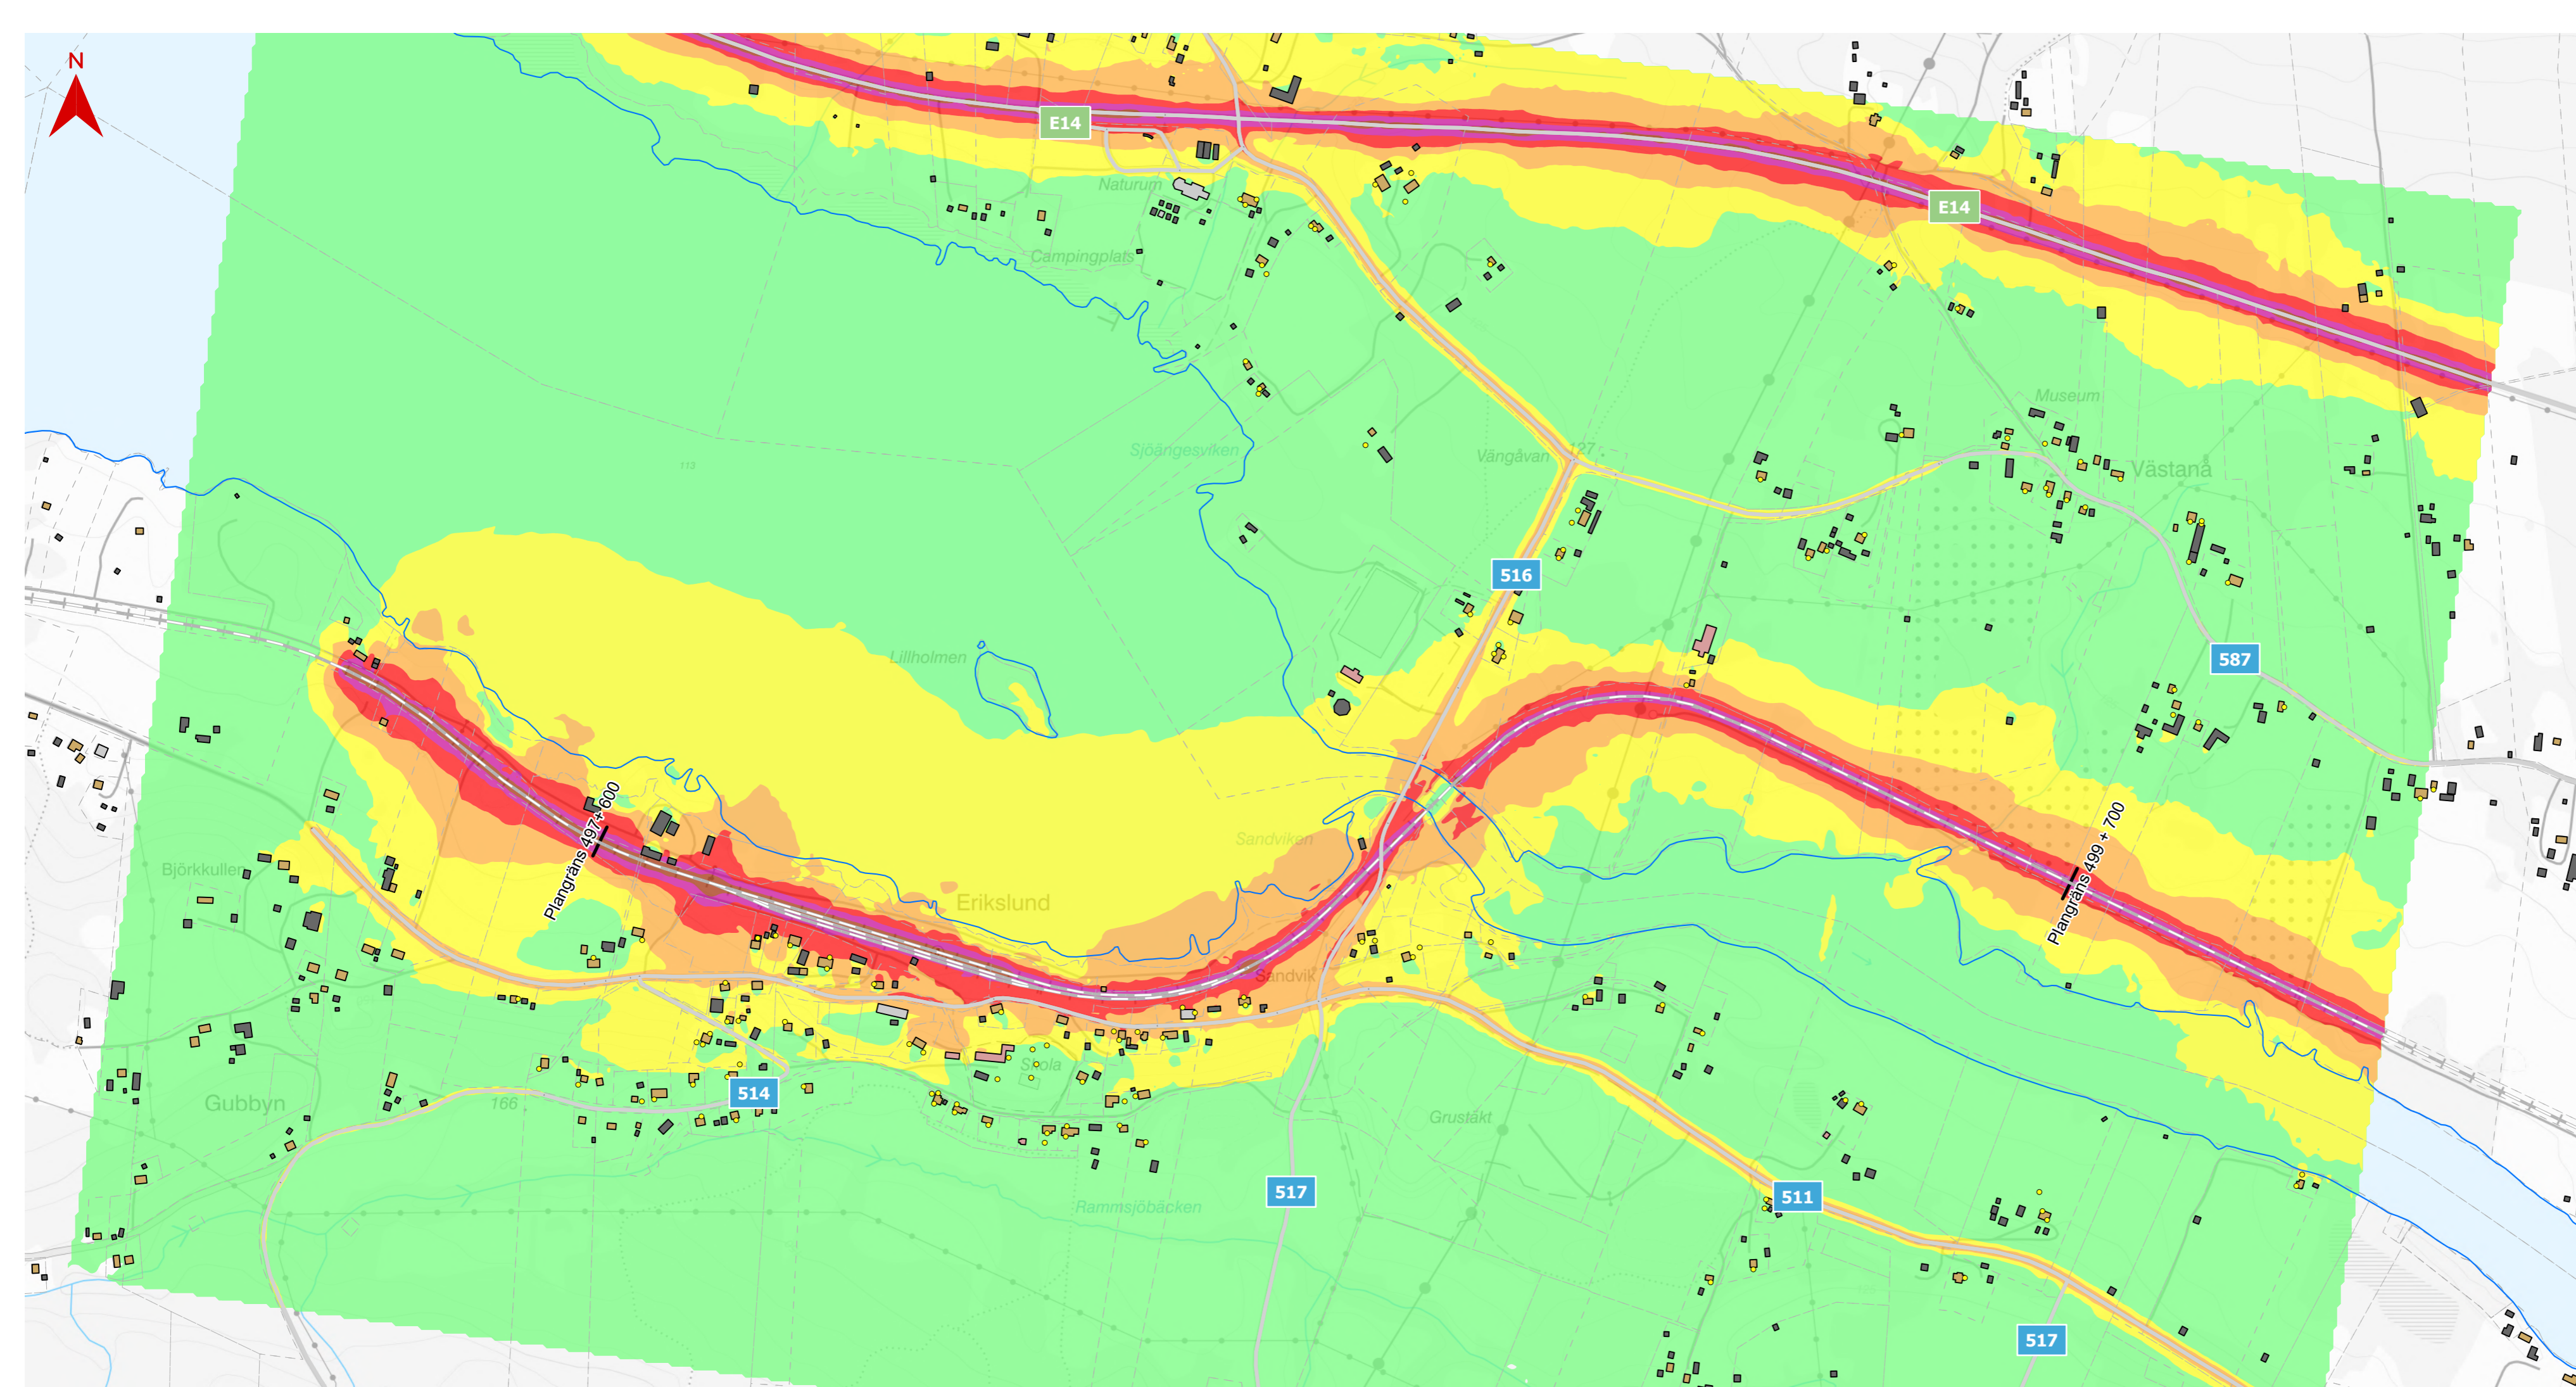 N
E14
Naturum
E14
Campingplats
Museum
Sjöängesviken
Vängåvan
127
Västanå
113
516
Lillholmen
587
Plangräns 497+ 600
Sandviken
Plangräns 499 + 700
Björkkullen
Erikslund
Sandvik
Skola
514
Gubbyn
166
Grustäkt
517
511
Rammsjöbäcken
517